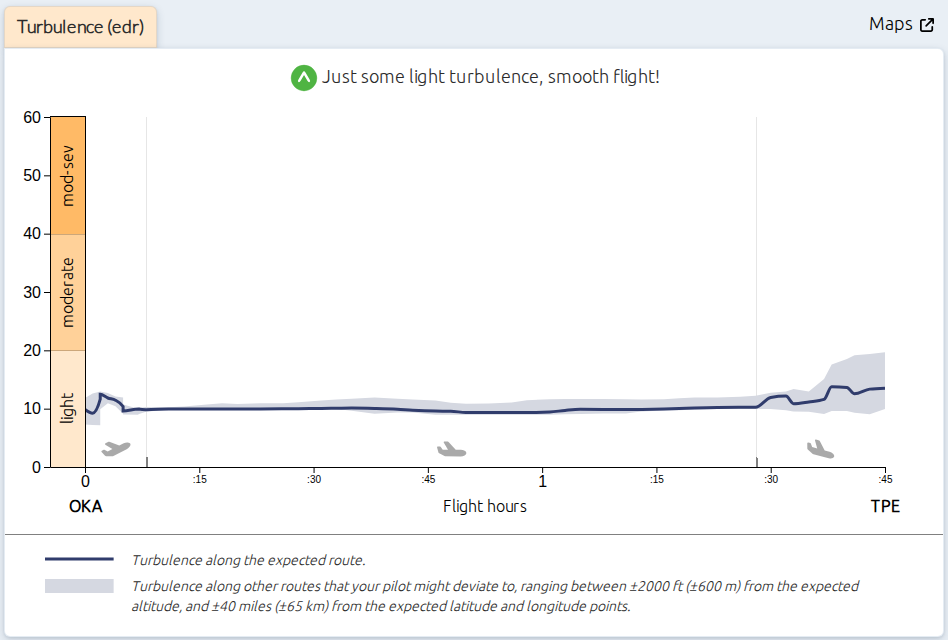 Turbulence (edr)
Maps
Just some light turbulence, smooth flight!
60
50
40
30
20
10
0
mod-sev
moderate
light
0 :15 :30 :45 1 :15 :30 :45
OKA Flight hours TPE
Turbulence along the expected route.
Turbulence along other routes that your pilot might deviate to, ranging between ±2000 ft (±600 m) from the expected
altitude, and ±40 miles (±65 km) from the expected latitude and longitude points.